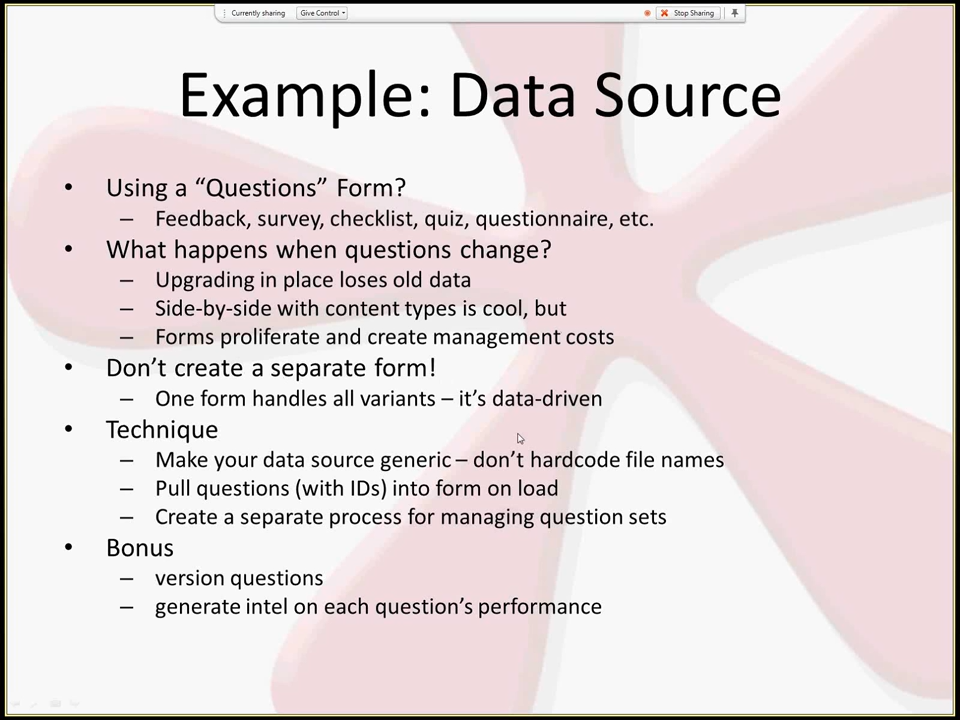 Currently sharing Give Control Stop Sharing
Example: Data Source
• Using a “Questions” Form?
– Feedback, survey, checklist, quiz, questionnaire, etc.
• What happens when questions change?
– Upgrading in place loses old data
– Side-by-side with content types is cool, but
– Forms proliferate and create management costs
• Don’t create a separate form!
– One form handles all variants – it’s data-driven
• Technique
– Make your data source generic – don’t hardcode file names
– Pull questions (with IDs) into form on load
– Create a separate process for managing question sets
• Bonus
– version questions
– generate intel on each question’s performance